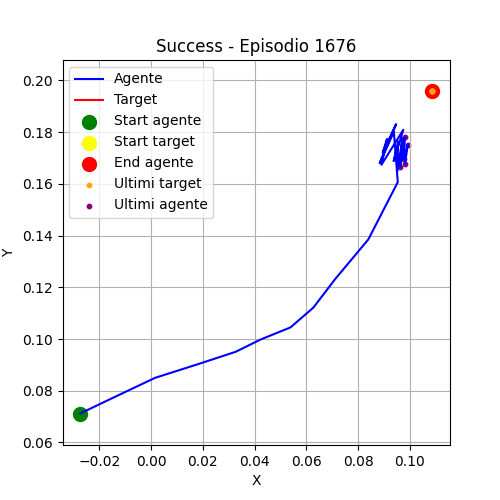 Success - Episodio 1676
Agente
Target
Start agente
Start target
End agente
Ultimi target
Ultimi agente
0.20
0.18
0.16
0.14
0.12
0.10
0.08
0.06
Y
−0.02 0.00 0.02 0.04 0.06 0.08 0.10
X